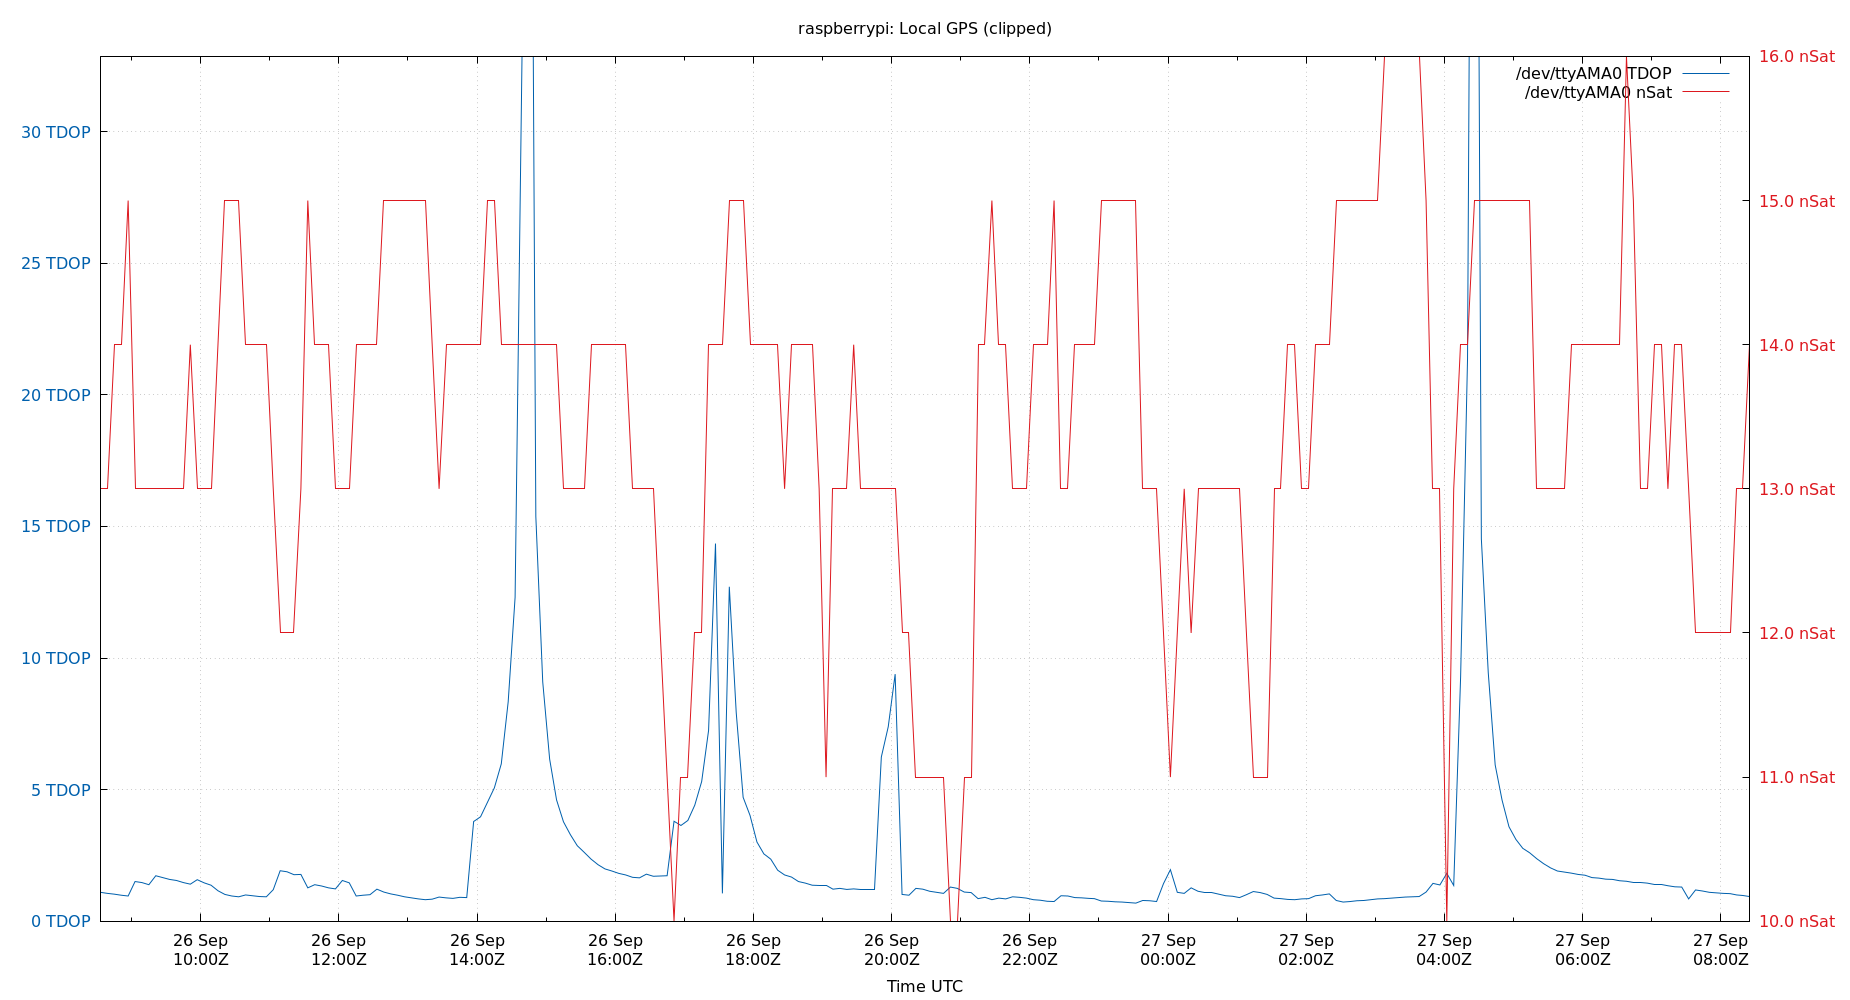 raspberrypi: Local GPS (clipped)
16.0 nSat
/dev/ttyAMA0 TDOP
/dev/ttyAMA0 nSat
30 TDOP
15.0 nSat
25 TDOP
14.0 nSat
20 TDOP
13.0 nSat
15 TDOP
12.0 nSat
10 TDOP
11.0 nSat
5 TDOP
0 TDOP
10.0 nSat
26 Sep 26 Sep 26 Sep 26 Sep 26 Sep 26 Sep 26 Sep 27 Sep 27 Sep 27 Sep 27 Sep 27 Sep
10:00Z 12:00Z 14:00Z 16:00Z 18:00Z 20:00Z 22:00Z 00:00Z 02:00Z 04:00Z 06:00Z 08:00Z
Time UTC